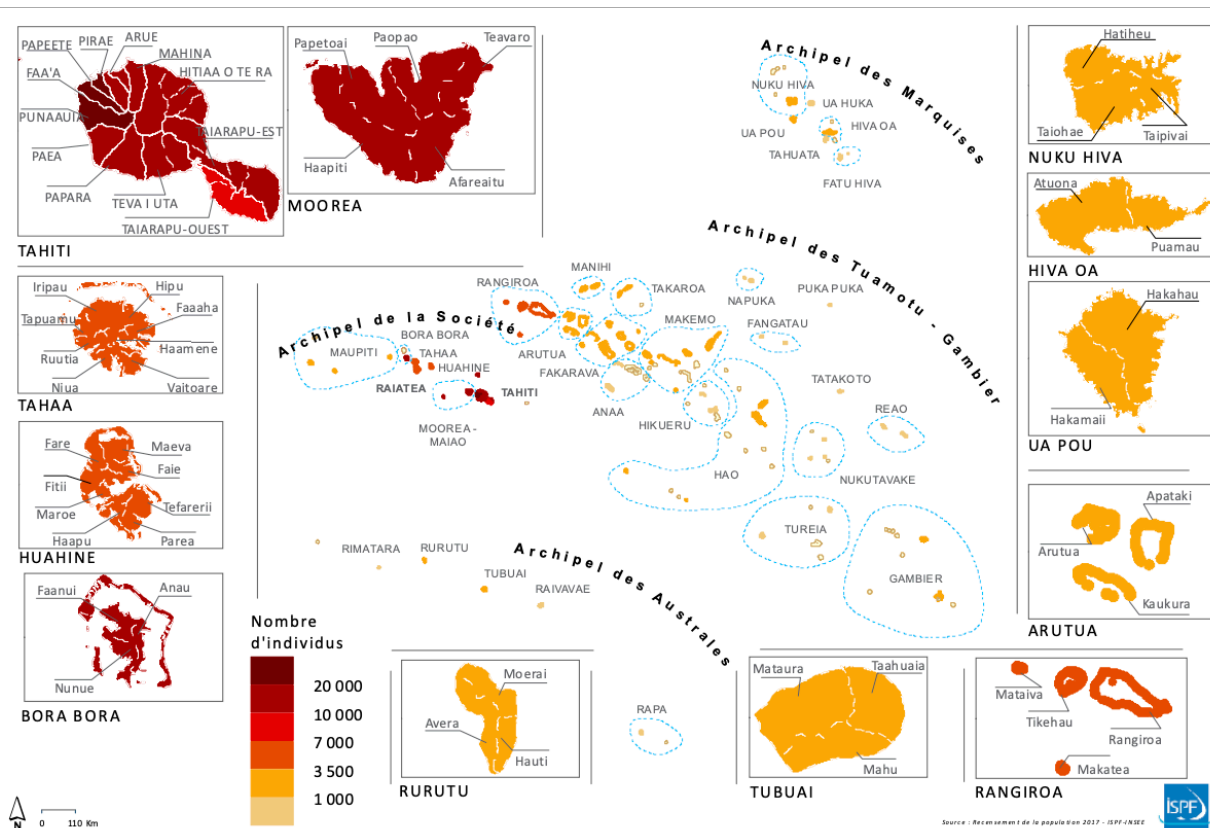 PAPEETE
PIRAE
ARUE
MAHINA
FAA'A
HITIAA O TE RA
PUNAAUIA
TAIARAPU-EST
PAEA
PAPARA
TEVA I UTA
TAIARAPU-OUEST
TAHITI
Papetoai
Paopao
Teavaro
Haapiti
Afareaitu
MOOREA
Archipel des Marquises
NUKU HIVA
UA HUKA
UA POU
HIVA OA
TAHUATA
FATU HIVA
Hatiheu
Taiohae
Taipivai
NUKU HIVA
Atuona
Puamau
HIVA OA
Hakahau
Hakamaii
UA POU
Iripau
Hipu
Tapuamu
Faaaha
Haamene
Ruutia
Niua
Vaitoare
TAHAA
Fare
Maeva
Faie
Fitii
Maroe
Tefarerii
Haapu
Parea
HUAHINE
Faanui
Anau
Nunue
BORA BORA
Archipel de la Société
MAUPITI
BORA BORA
TAHAA
HUAHINE
RAIATEA
TAHITI
MOOREA-
MAIAO
Archipel des Tuamotu - Gambier
RANGIROA
MANIHI
TAKAROA
NAPUKA
PUKA PUKA
MAKEMO
FANGATAU
ARUTUA
FAKARAVA
ANAA
HIKUERU
TATAKOTO
REAO
HAO
NUKUTAVAKE
TUREIA
GAMBIER
Archipel des Australes
RIMATARA
RURUTU
TUBUAI
RAIVAVAE
RAPA
Apataki
Arutua
Kaukura
ARUTUA
Nombre
d'individus
20 000
10 000
7 000
3 500
1 000
Moerai
Avera
Hauti
RURUTU
Mataura
Taahuaia
Mahu
TUBUAI
Mataiva
Tikehau
Rangiroa
Makatea
RANGIROA
N
0 110 Km
ISPF
Source : Recensement de la population 2017 - ISPF-INSEE